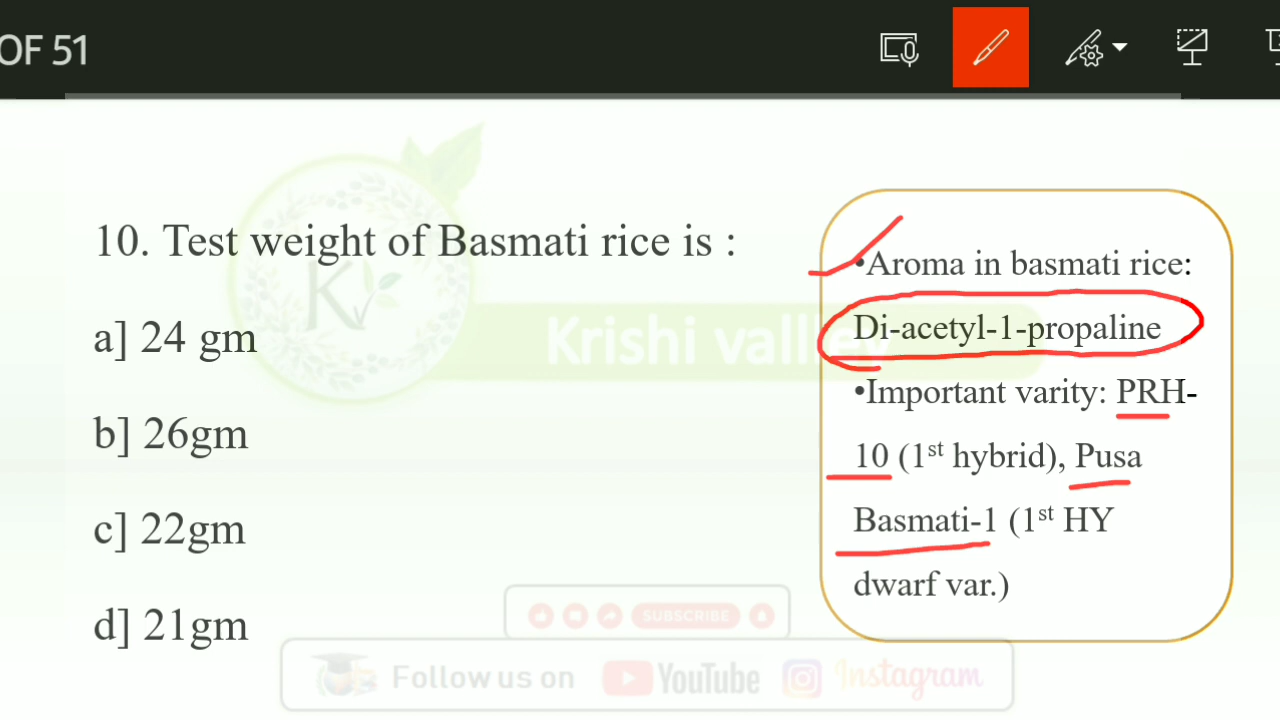 OF 51
10. Test weight of Basmati rice is :
a] 24 gm
b] 26gm
c] 22gm
d] 21gm
•Aroma in basmati rice:
Di-acetyl-1-propaline
•Important varity: PRH-
10 (1st hybrid), Pusa
Basmati-1 (1st HY
dwarf var.)
K
Krishi vallley
SUBSCRIBE
Follow us on YouTube Instagram